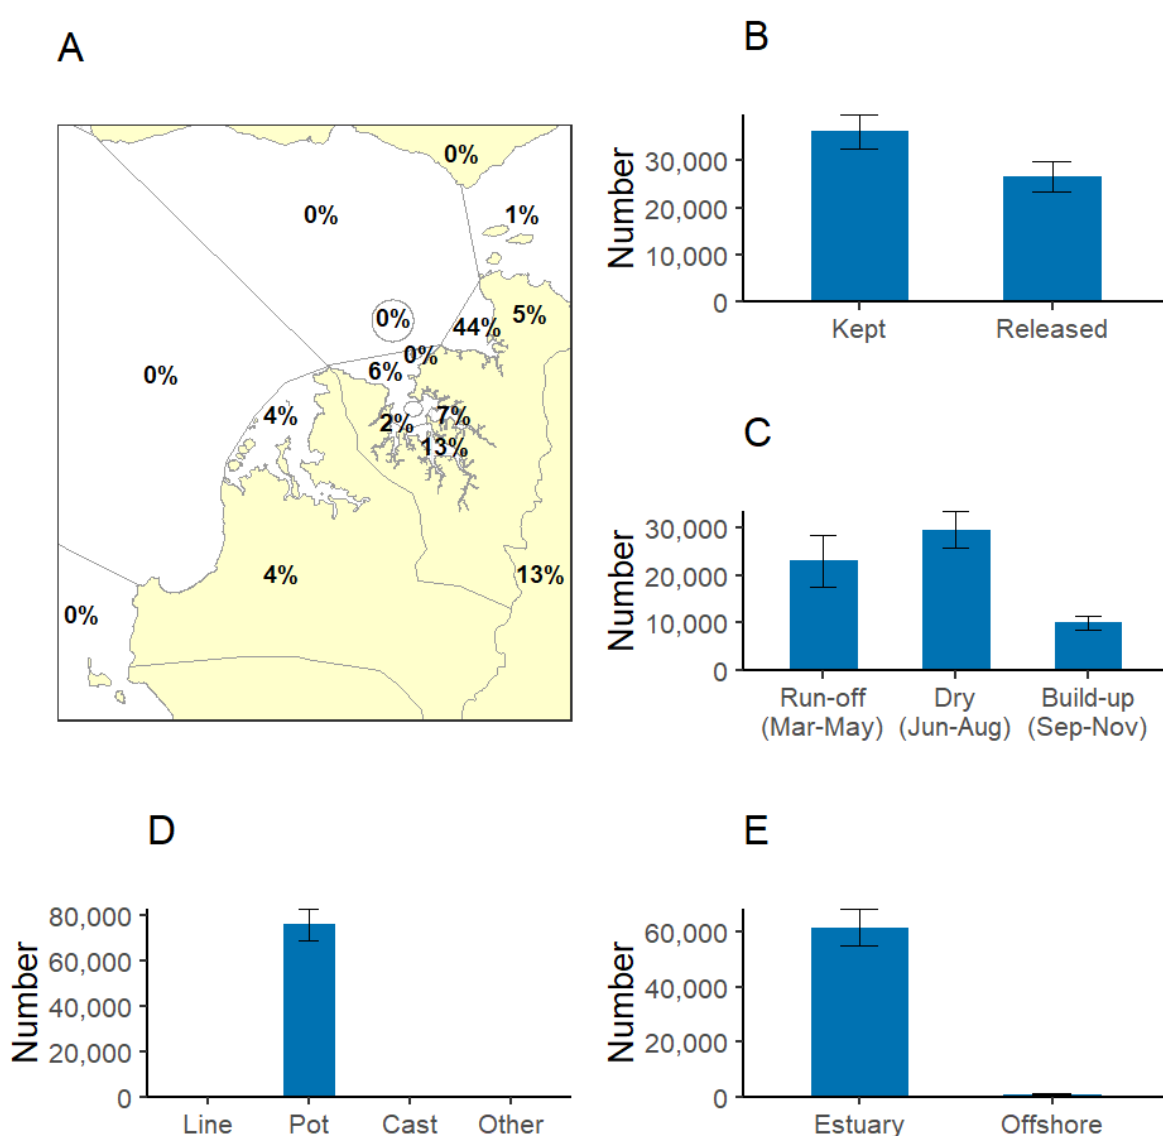 A
0%
0%
1%
0%
44%
5%
0%
6%
0%
4%
2%
7%
13%
4%
13%
0%
B
Number
30,000
20,000
10,000
0
Kept
Released
C
Number
30,000
20,000
10,000
0
Run-off
(Mar-May)
Dry
(Jun-Aug)
Build-up
(Sep-Nov)
D
Number
80,000
60,000
40,000
20,000
0
Line
Pot
Cast
Other
E
Number
60,000
40,000
20,000
0
Estuary
Offshore